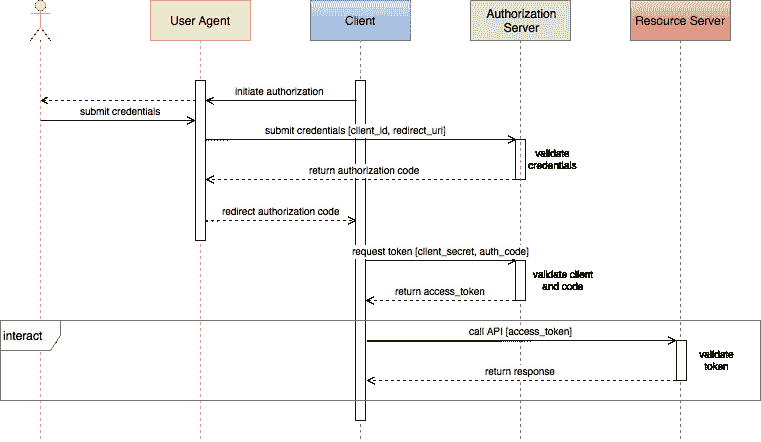 User Agent
Client
Authorization
Server
Resource Server
initiate authorization
submit credentials
submit credentials [client_id, redirect_uri]
validate
credentials
return authorization code
redirect authorization code
request token [client_secret, auth_code]
validate client
and code
return access_token
interact
call API [access_token]
validate
token
return response